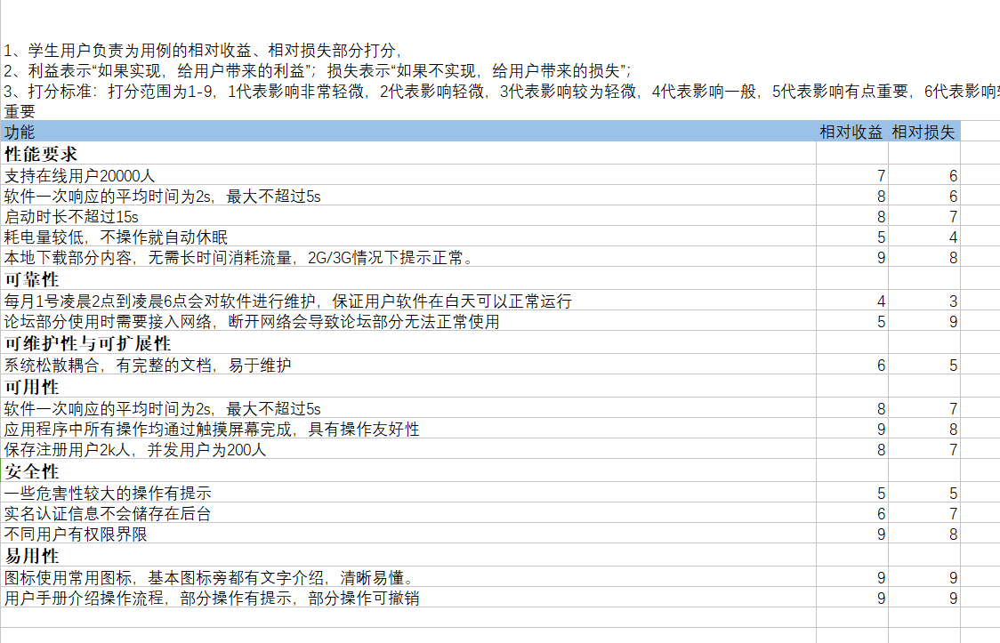 1、学生用户负责为用例的相对收益、相对损失部分打分，
2、利益表示“如果实现，给用户带来的利益”；损失表示“如果不实现，给用户带来的损失”；
3、打分标准：打分范围为1-9，1代表影响非常轻微，2代表影响轻微，3代表影响较为轻微，4代表影响一般，5代表影响有点重要，6代表影响
重要
功能 相对收益 相对损失
性能要求
支持在线用户20000人 7 6
软件一次响应的平均时间为2s，最大不超过5s 8 6
启动时长不超过15s 8 7
耗电量较低，不操作就自动休眠 5 4
本地下载部分内容，无需长时间消耗流量，2G/3G情况下提示正常。 9 8
可靠性
每月1号凌晨2点到凌晨6点会对软件进行维护，保证用户软件在白天可以正常运行 4 3
论坛部分使用时需要接入网络，断开网络会导致论坛部分无法正常使用 5 9
可维护性与可扩展性
系统松散耦合，有完整的文档，易于维护 6 5
可用性
软件一次响应的平均时间为2s，最大不超过5s 8 7
应用程序中所有操作均通过触摸屏幕完成，具有操作友好性 9 8
保存注册用户2k人，并发用户为200人 8 7
安全性
一些危害性较大的操作有提示 5 5
实名认证信息不会储存在后台 6 7
不同用户有权限界限 9 8
易用性
图标使用常用图标，基本图标旁都有文字介绍，清晰易懂。 9 9
用户手册介绍操作流程，部分操作有提示，部分操作可撤销 9 9